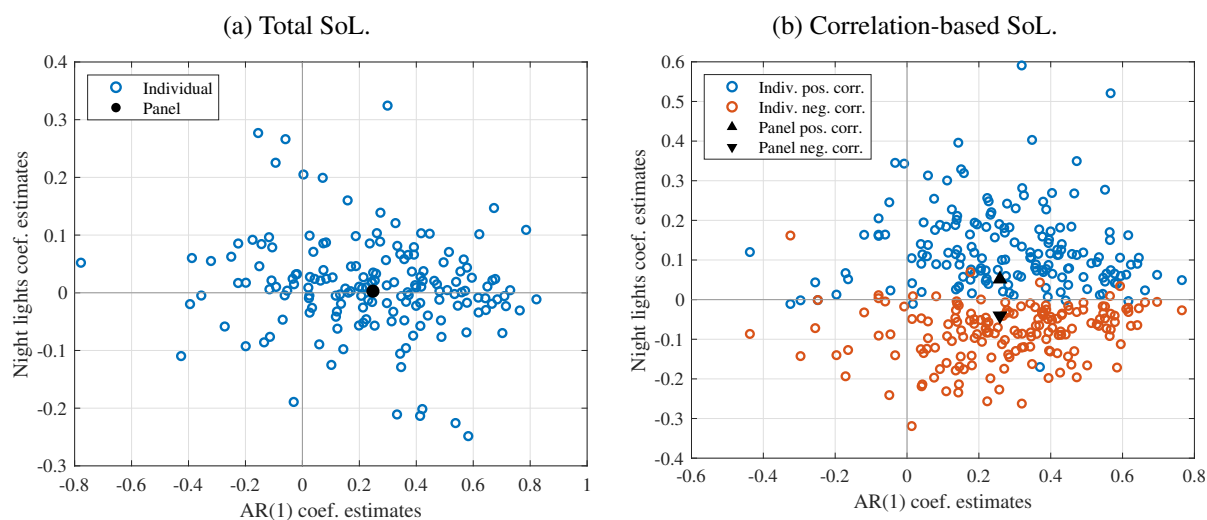 (a) Total SoL.
0.4
0.3
0.2
0.1
0
-0.1
-0.2
-0.3
Night lights coef. estimates
Individual
Panel
-0.8 -0.6 -0.4 -0.2 0 0.2 0.4 0.6 0.8 1
AR(1) coef. estimates
(b) Correlation-based SoL.
0.6
0.5
0.4
0.3
0.2
0.1
0
-0.1
-0.2
-0.3
-0.4
Night lights coef. estimates
Indiv. pos. corr.
Indiv. neg. corr.
Panel pos. corr.
Panel neg. corr.
-0.6 -0.4 -0.2 0 0.2 0.4 0.6 0.8
AR(1) coef. estimates